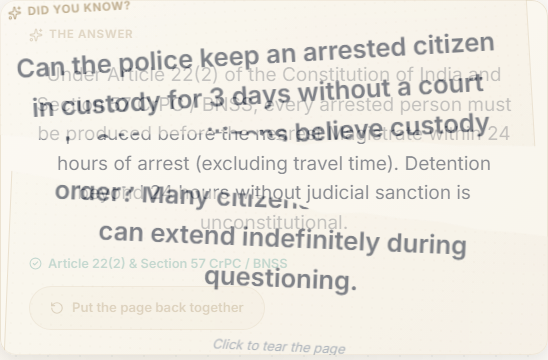 DID YOU KNOW?
Can the police keep an arrested citizen
in custody for 3 days without a court
order? Many citizens believe custody
can extend indefinitely during
questioning.
Click to tear the page
THE ANSWER
Under Article 22(2) of the Constitution of India and
Section 57 CrPC / BNSS, every arrested person must
be produced before the nearest Magistrate within 24
hours of arrest (excluding travel time). Detention
beyond 24 hours without judicial sanction is
unconstitutional.
Article 22(2) & Section 57 CrPC / BNSS
Put the page back together